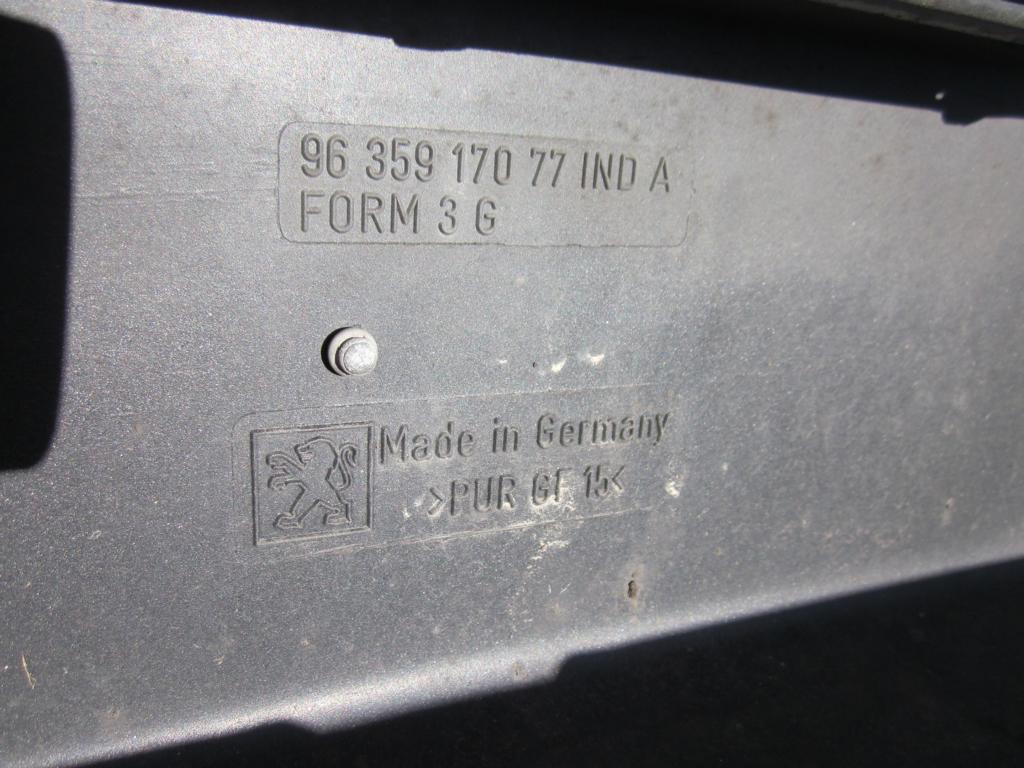 96 359 170 77 IND A
FORM 3 G
Made in Germany
>PUR GF 15<